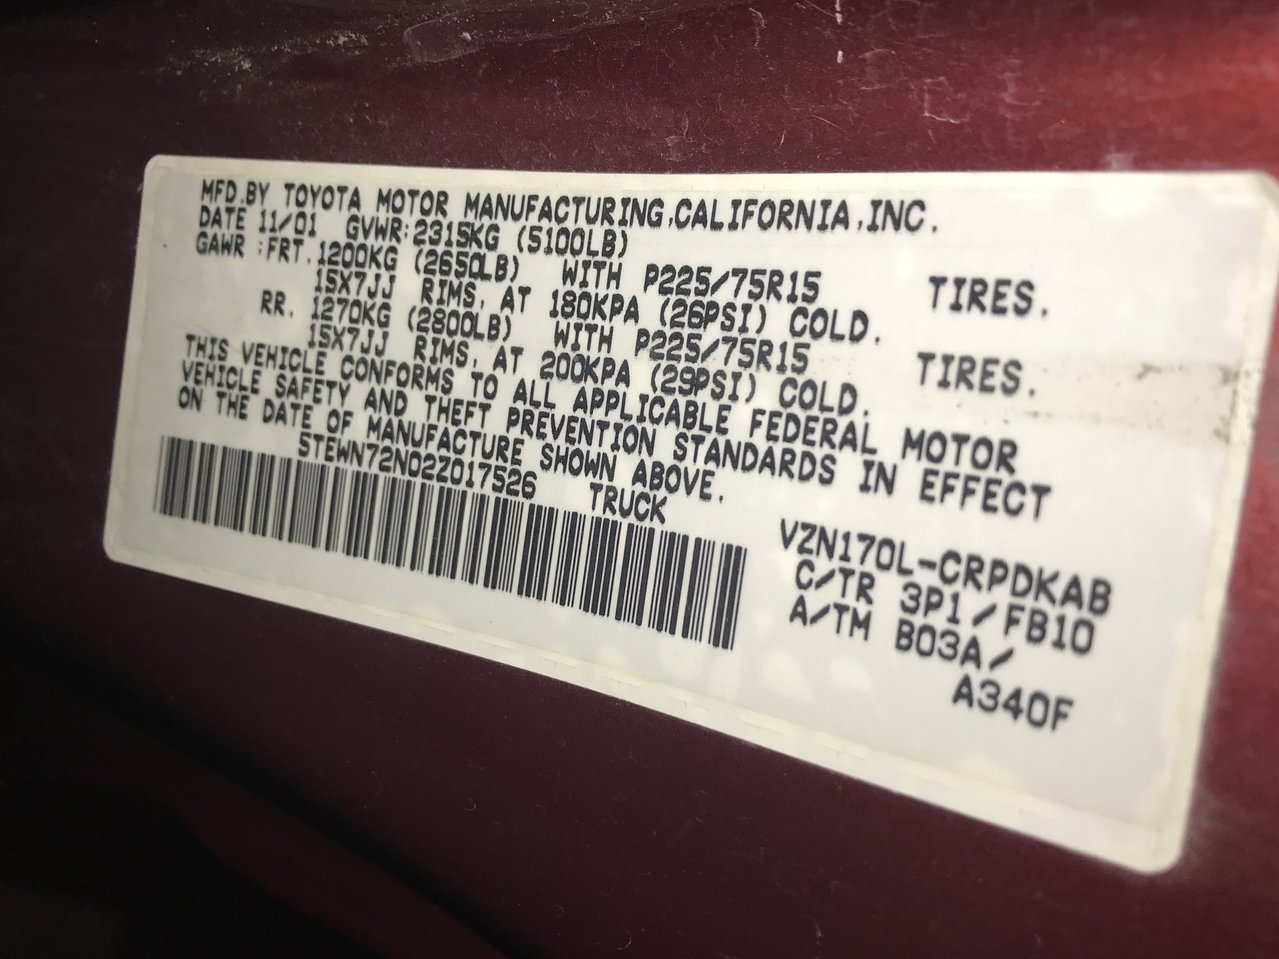 MFD.BY TOYOTA MOTOR MANUFACTURING,CALIFORNIA,INC.
DATE 11/01 GVWR:2315KG (5100LB)
GAWR :FRT.1200KG (2650LB) WITH P225/75R15 TIRES.
15X7JJ RIMS, AT 180KPA (26PSI) COLD.
RR. 1270KG (2800LB) WITH P225/75R15 TIRES.
15X7JJ RIMS, AT 200KPA (29PSI) COLD.
THIS VEHICLE CONFORMS TO ALL APPLICABLE FEDERAL MOTOR
VEHICLE SAFETY AND THEFT PREVENTION STANDARDS IN EFFECT
ON THE DATE OF MANUFACTURE SHOWN ABOVE.
5TEWN72N02Z017526 TRUCK
VZN170L-CRPDKAB
C/TR 3P1/FB10
A/TM B03A/
A340F